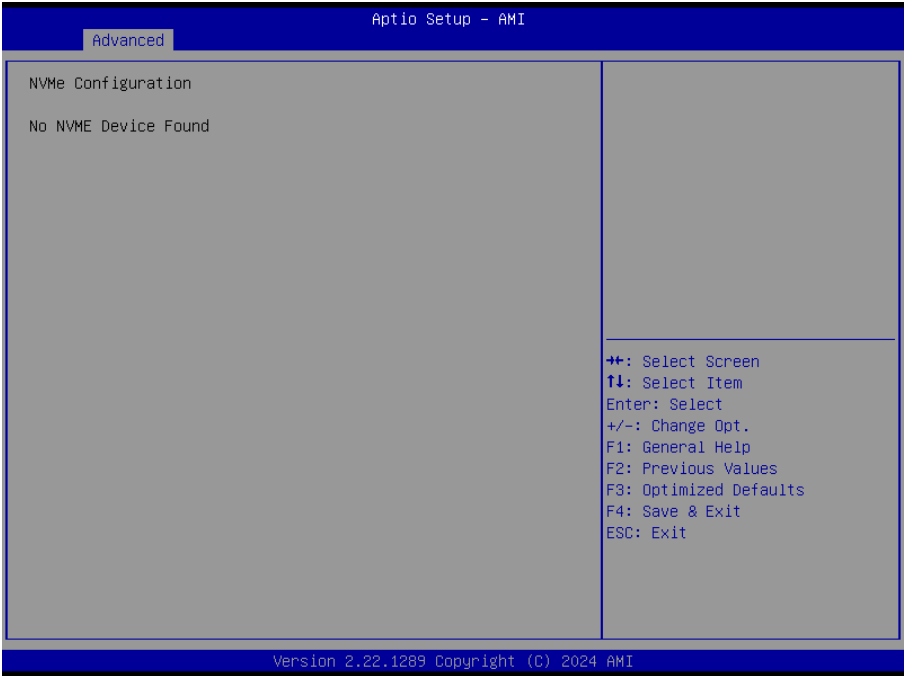 Aptio Setup – AMI
Advanced
NVMe Configuration
No NVME Device Found
→←: Select Screen
↑↓: Select Item
Enter: Select
+/-: Change Opt.
F1: General Help
F2: Previous Values
F3: Optimized Defaults
F4: Save & Exit
ESC: Exit
Version 2.22.1289 Copyright (C) 2024 AMI